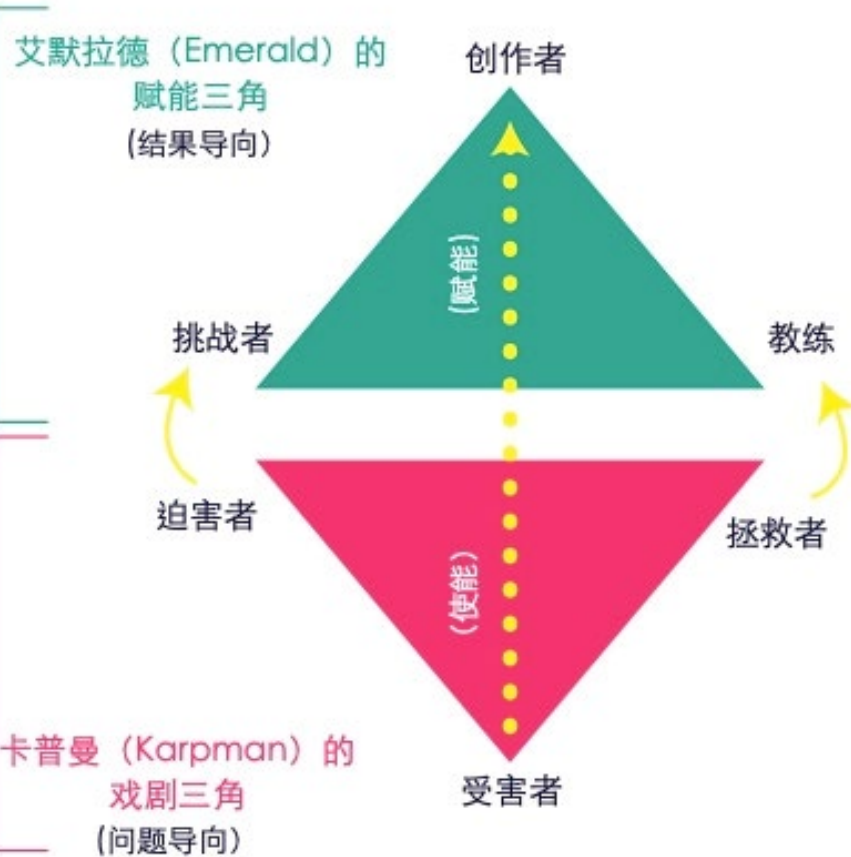 艾默拉德（Emerald）的
赋能三角
(结果导向）
创作者
(赋能)
挑战者
教练
迫害者
拯救者
(使能)
卡普曼（Karpman）的
戏剧三角
(问题导向）
受害者